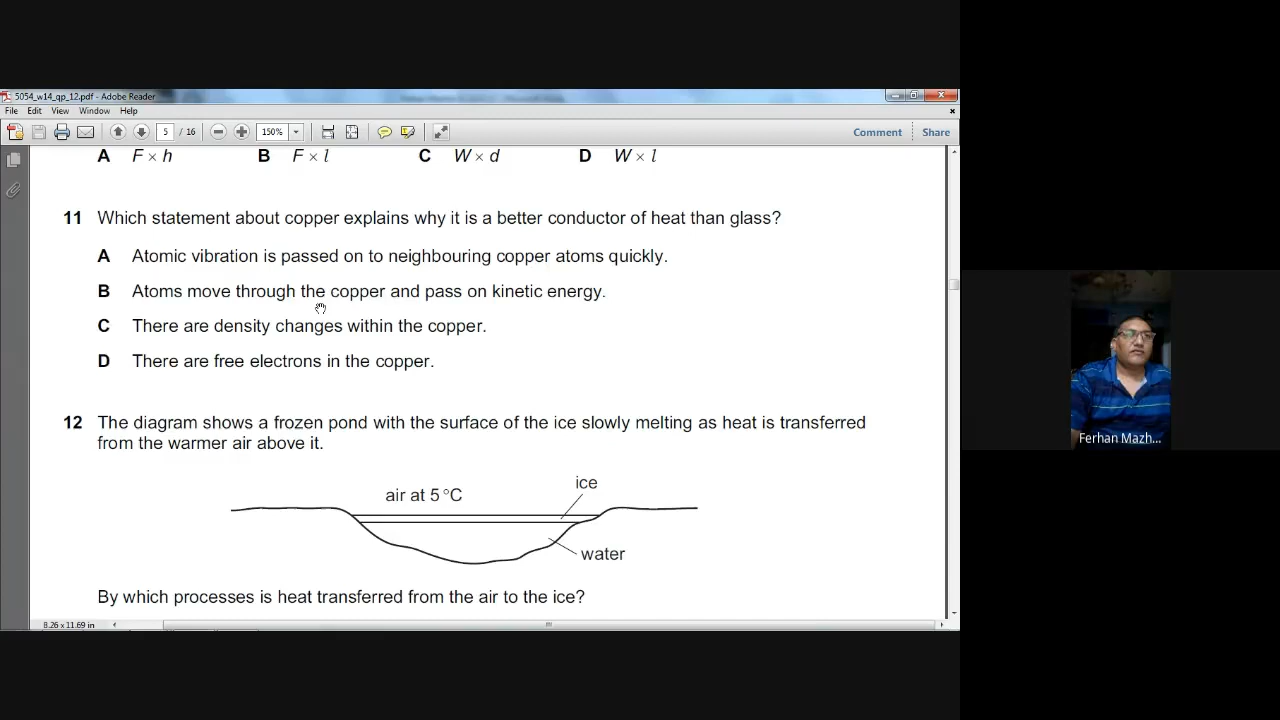 5054_w14_qp_12.pdf - Adobe Reader
File Edit View Window Help
5 / 16 150% Comment Share
A F × h B F × l C W × d D W × l
11 Which statement about copper explains why it is a better conductor of heat than glass?
A Atomic vibration is passed on to neighbouring copper atoms quickly.
B Atoms move through the copper and pass on kinetic energy.
C There are density changes within the copper.
D There are free electrons in the copper.
12 The diagram shows a frozen pond with the surface of the ice slowly melting as heat is transferred
from the warmer air above it.
ice
air at 5 °C
water
By which processes is heat transferred from the air to the ice?
8.26 x 11.69 in
Ferhan Mazh...